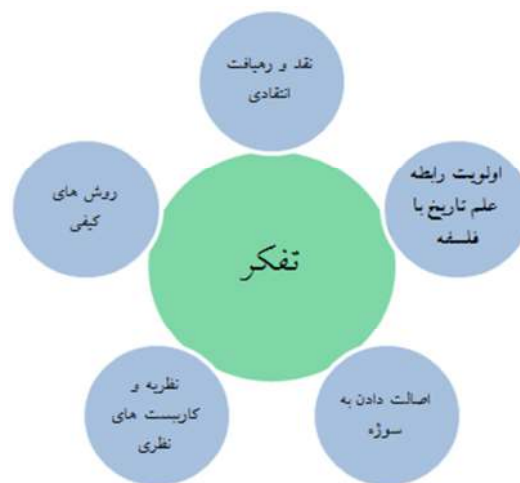 نقد و رهیافت
انتقادی
اولویت رابطه
علم تاریخ با
فلسفه
روش های
کیفی
تفکر
نظریه و
کاربست های
نظری
اصالت دادن به
سوژه